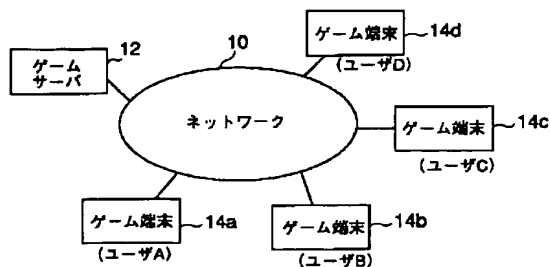 10
ゲーム端末
14d
(ユーザD)
12
ゲーム
サーバ
ネットワーク
ゲーム端末
14c
(ユーザC)
ゲーム端末
14a
(ユーザA)
ゲーム端末
14b
(ユーザB)